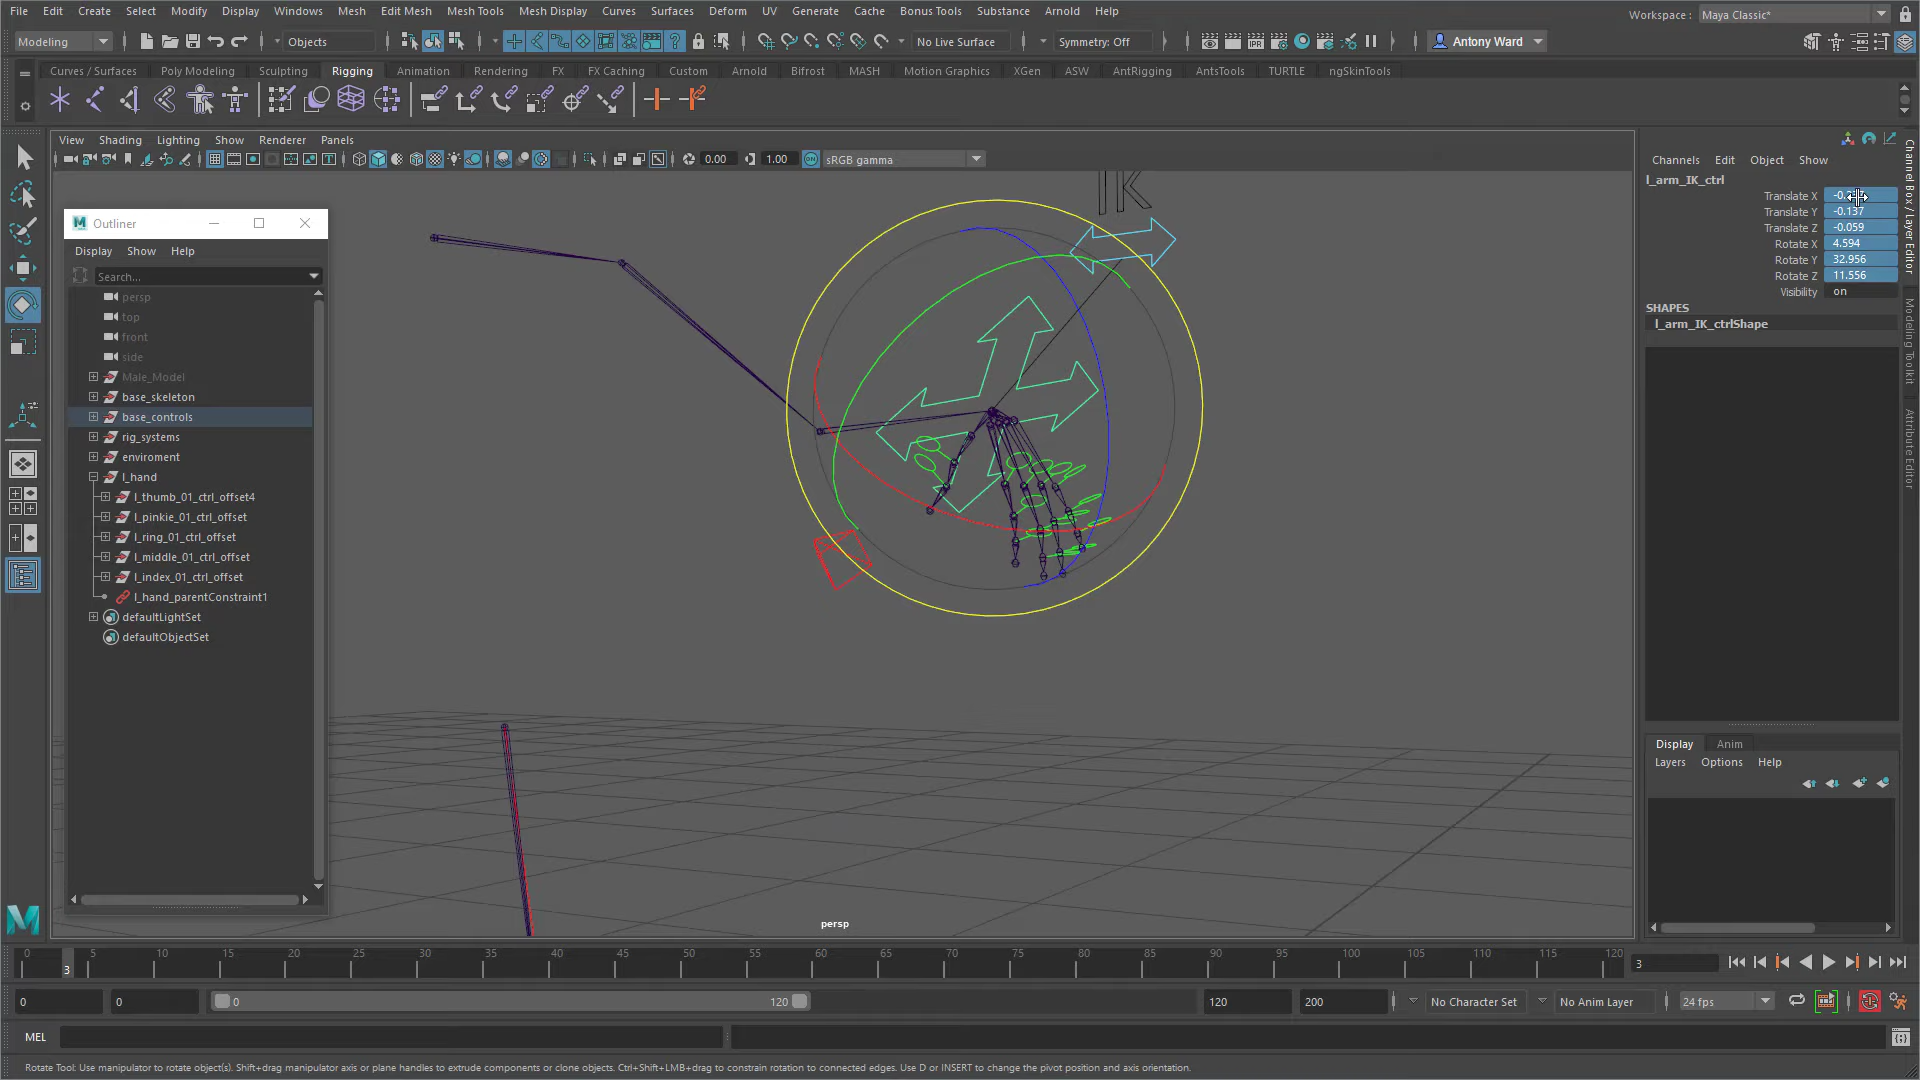 File Edit Create Select Modify Display Windows Mesh Edit Mesh Mesh Tools Mesh Display Curves Surfaces Deform UV Generate Cache Bonus Tools Substance Arnold Help
Workspace : Maya Classic*
Modeling Objects No Live Surface Symmetry: Off Antony Ward
Curves / Surfaces Poly Modeling Sculpting Rigging Animation Rendering FX FX Caching Custom Arnold Bifrost MASH Motion Graphics XGen ASW AntRigging AntsTools TURTLE ngSkinTools
View Shading Lighting Show Renderer Panels
0.00 1.00 sRGB gamma
Channels Edit Object Show
l_arm_IK_ctrl
Translate X
Translate Y -0.137
Translate Z -0.059
Rotate X 4.594
Rotate Y 32.956
Rotate Z 11.556
Visibility on
SHAPES
l_arm_IK_ctrlShape
Channel Box / Layer Editor
Modeling Toolkit
Attribute Editor
IK
Outliner
Display Show Help
Search...
persp
top
front
side
Male_Model
base_skeleton
base_controls
rig_systems
enviroment
l_hand
l_thumb_01_ctrl_offset4
l_pinkie_01_ctrl_offset
l_ring_01_ctrl_offset
l_middle_01_ctrl_offset
l_index_01_ctrl_offset
l_hand_parentConstraint1
defaultLightSet
defaultObjectSet
persp
Display Anim
Layers Options Help
0 5 10 15 20 25 30 35 40 45 50 55 60 65 70 75 80 85 90 95 100 105 110 115 120
3 3
0 0 0 120 120 200 No Character Set No Anim Layer 24 fps
MEL
Rotate Tool: Use manipulator to rotate object(s). Shift+drag manipulator axis or plane handles to extrude components or clone objects. Ctrl+Shift+LMB+drag to constrain rotation to connected edges. Use D or INSERT to change the pivot position and axis orientation.